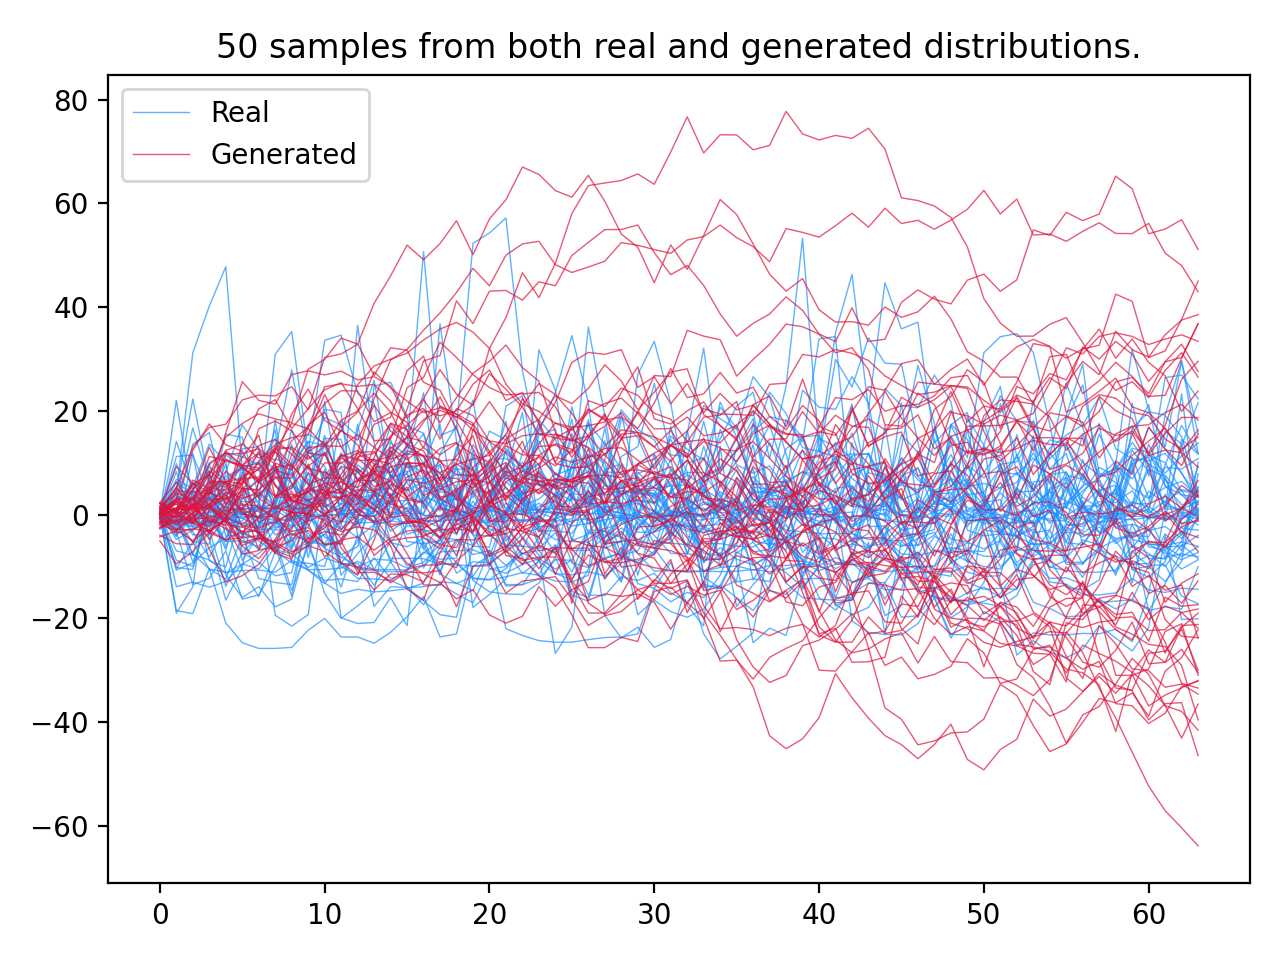 50 samples from both real and generated distributions.
Real
Generated
80
60
40
20
0
−20
−40
−60
0 10 20 30 40 50 60